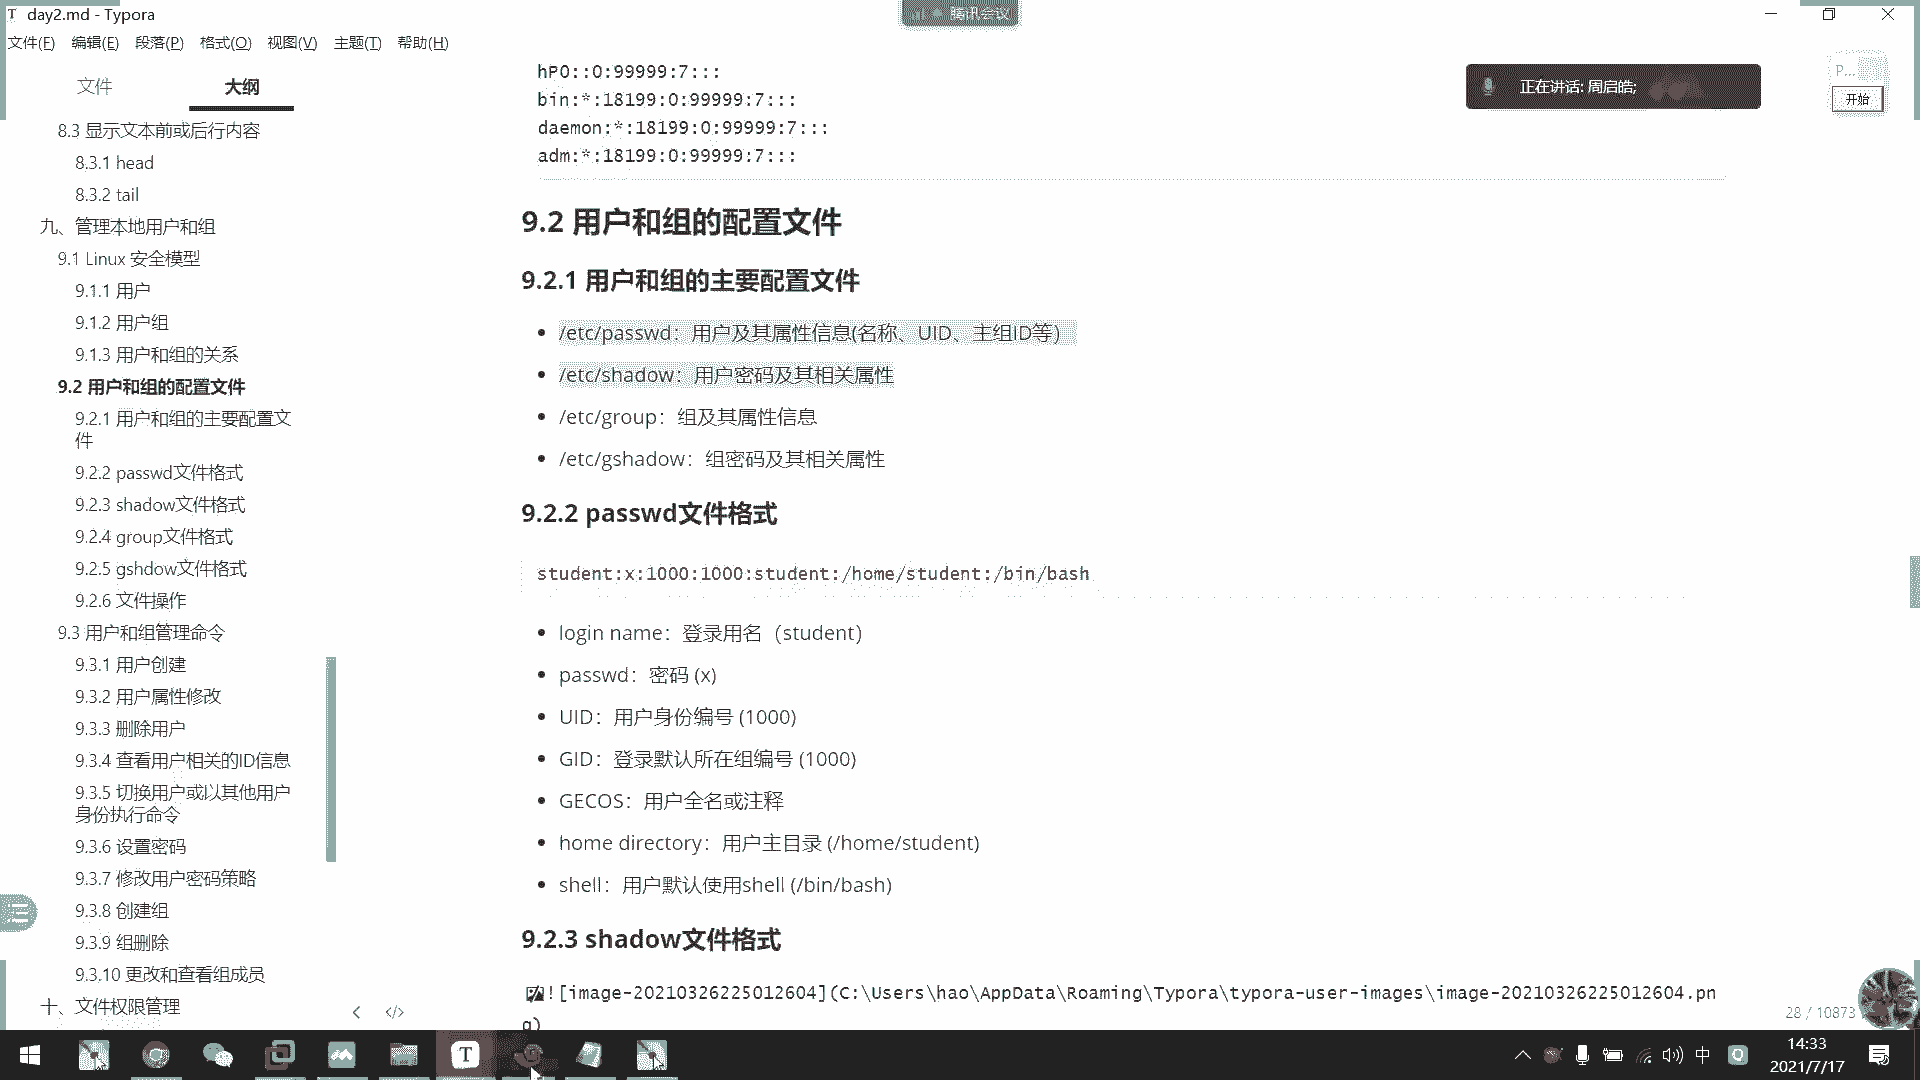 day2.md - Typora
腾讯会议
文件(F) 编辑(E) 段落(P) 格式(O) 视图(V) 主题(T) 帮助(H)
文件 大纲
8.3 显示文本前或后行内容
8.3.1 head
8.3.2 tail
九、管理本地用户和组
9.1 Linux 安全模型
9.1.1 用户
9.1.2 用户组
9.1.3 用户和组的关系
9.2 用户和组的配置文件
9.2.1 用户和组的主要配置文
件
9.2.2 passwd文件格式
9.2.3 shadow文件格式
9.2.4 group文件格式
9.2.5 gshdow文件格式
9.2.6 文件操作
9.3 用户和组管理命令
9.3.1 用户创建
9.3.2 用户属性修改
9.3.3 删除用户
9.3.4 查看用户相关的ID信息
9.3.5 切换用户或以其他用户
身份执行命令
9.3.6 设置密码
9.3.7 修改用户密码策略
9.3.8 创建组
9.3.9 组删除
9.3.10 更改和查看组成员
十、文件权限管理
hP0::0:99999:7:::
bin:*:18199:0:99999:7:::
daemon:*:18199:0:99999:7:::
adm:*:18199:0:99999:7:::
9.2 用户和组的配置文件
9.2.1 用户和组的主要配置文件
/etc/passwd：用户及其属性信息(名称、UID、主组ID等）
/etc/shadow：用户密码及其相关属性
/etc/group：组及其属性信息
/etc/gshadow：组密码及其相关属性
9.2.2 passwd文件格式
student:x:1000:1000:student:/home/student:/bin/bash
login name：登录用名（student）
passwd：密码 (x)
UID：用户身份编号 (1000)
GID：登录默认所在组编号 (1000)
GECOS：用户全名或注释
home directory：用户主目录 (/home/student)
shell：用户默认使用shell (/bin/bash)
9.2.3 shadow文件格式
![image-20210326225012604](C:\Users\hao\AppData\Roaming\Typora\typora-user-images\image-20210326225012604.pn
g)
正在讲话: 周启皓;
P...
开始
28 / 10873
中
14:33
2021/7/17